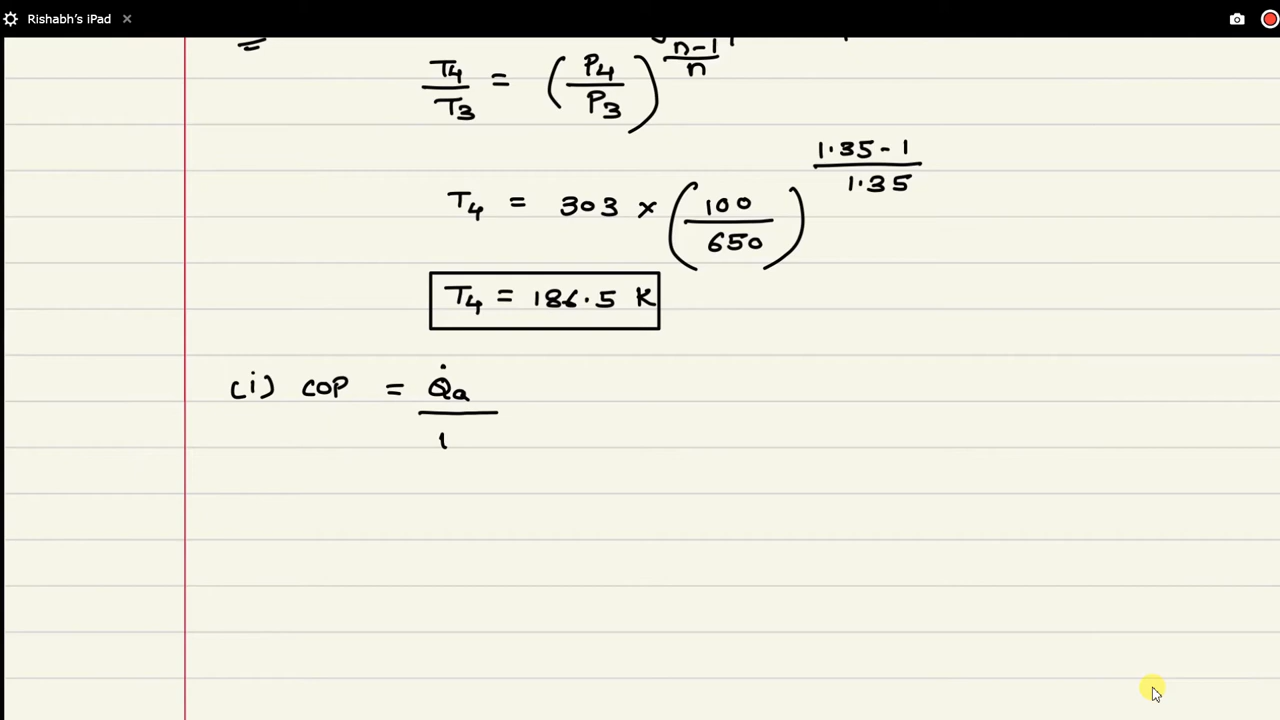 Rishabh's iPad
n-1
T4/T3 = (P4/P3)^n
T4 = 303 × (100/650)^(1.35-1)/1.35
T4 = 186.5 K
(i) COP = Q̇a